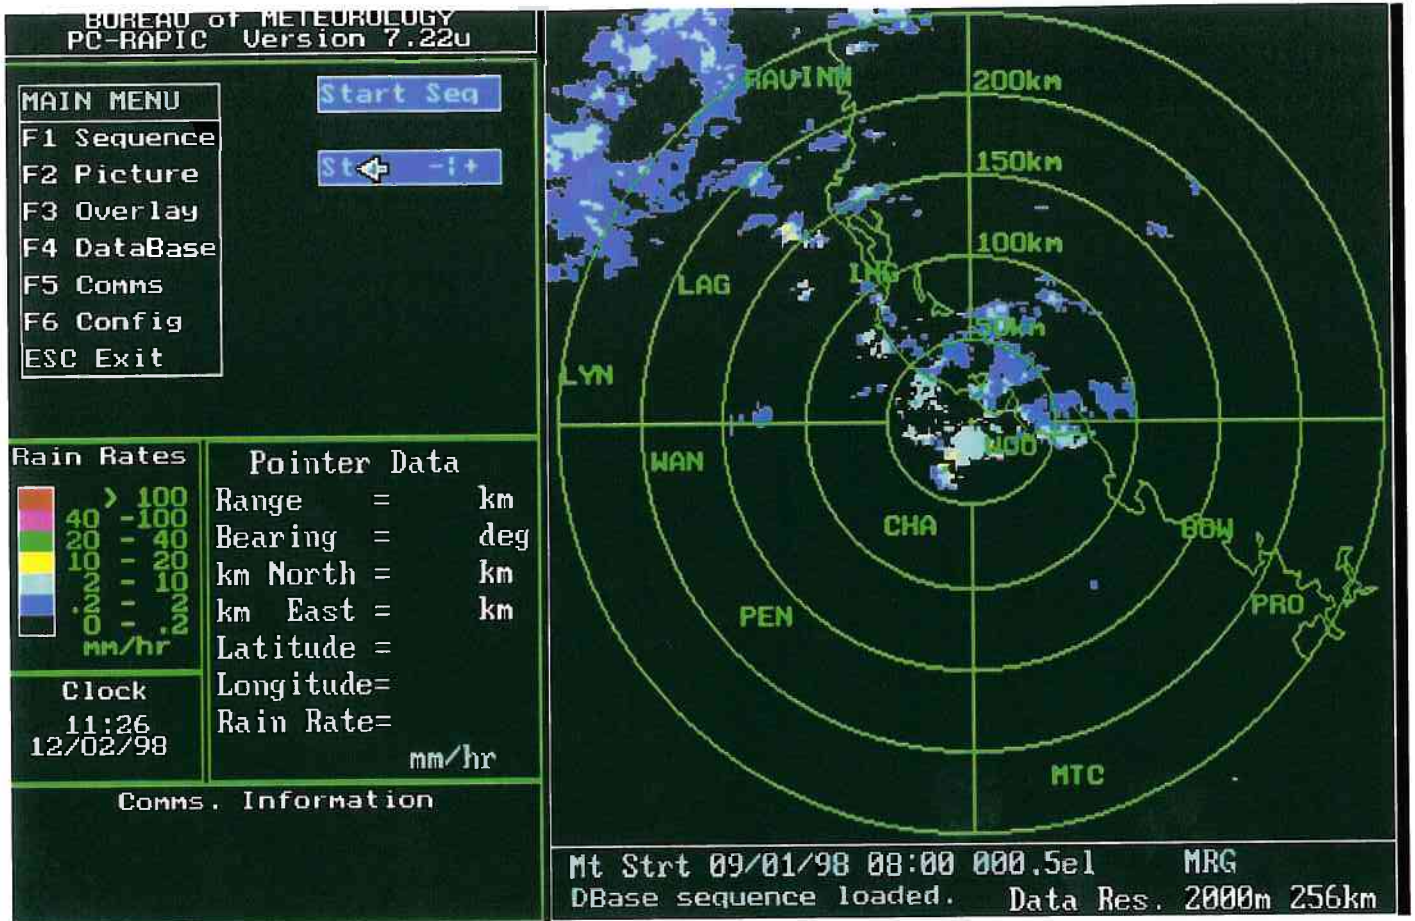 BUREAU of METEOROLOGY
PC-RAPIC Version 7.22u
MAIN MENU
F1 Sequence
F2 Picture
F3 Overlay
F4 DataBase
F5 Comms
F6 Config
ESC Exit
Start Seq
St -¦+
Rain Rates
> 100
40 -100
20 - 40
10 - 20
2 - 10
.2 - 2
0 - .2
mm/hr
Pointer Data
Range = km
Bearing = deg
km North = km
km East = km
Latitude =
Longitude=
Rain Rate=
mm/hr
Clock
11:26
12/02/98
Comms. Information
200km
150km
100km
50km
RAVINM
LAG
ING
LYN
WAN
WOO
CHA
BOW
PEN
PRO
MTC
Mt Strt 09/01/98 08:00 000.5el MRG
DBase sequence loaded. Data Res. 2000m 256km